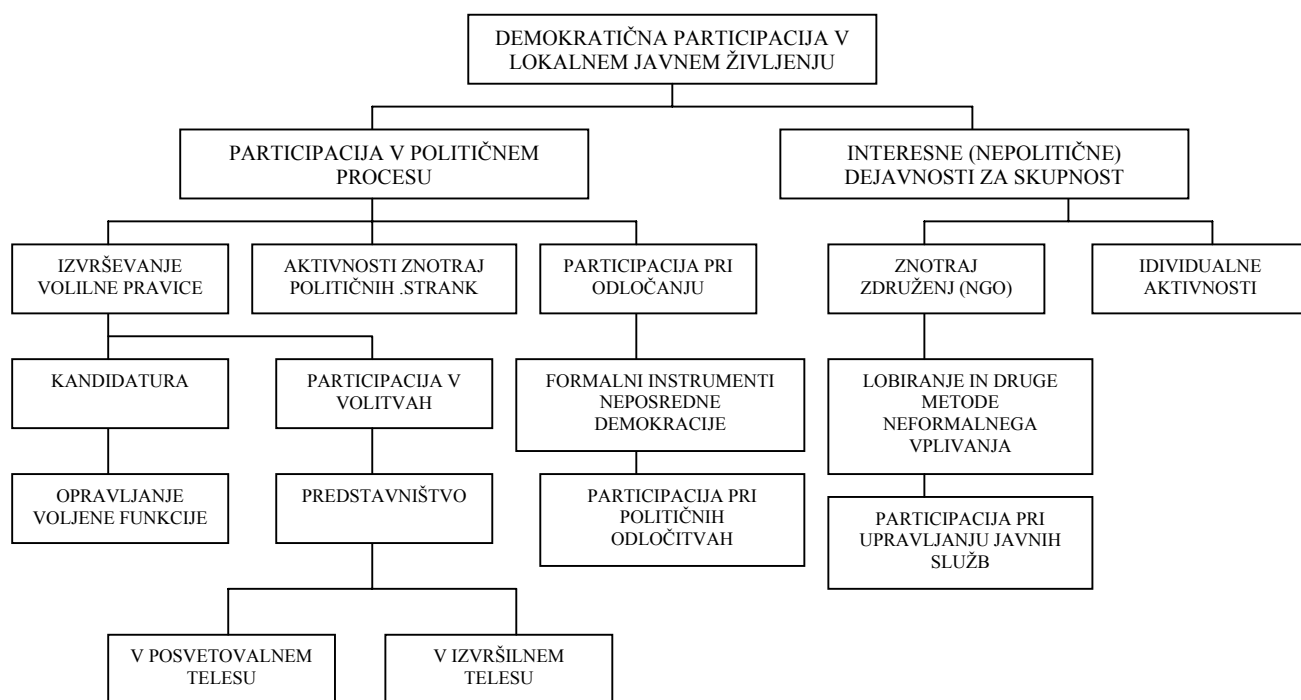 DEMOKRATIČNA PARTICIPACIJA V
LOKALNEM JAVNEM ŽIVLJENJU
PARTICIPACIJA V POLITIČNEM
PROCESU
INTERESNE (NEPOLITIČNE)
DEJAVNOSTI ZA SKUPNOST
IZVRŠEVANJE
VOLILNE PRAVICE
AKTIVNOSTI ZNOTRAJ
POLITIČNIH .STRANK
PARTICIPACIJA PRI
ODLOČANJU
ZNOTRAJ
ZDRUŽENJ (NGO)
IDIVIDUALNE
AKTIVNOSTI
KANDIDATURA
PARTICIPACIJA V
VOLITVAH
FORMALNI INSTRUMENTI
NEPOSREDNE
DEMOKRACIJE
LOBIRANJE IN DRUGE
METODE
NEFORMALNEGA
VPLIVANJA
OPRAVLJANJE
VOLJENE FUNKCIJE
PREDSTAVNIŠTVO
PARTICIPACIJA PRI
POLITIČNIH
ODLOČITVAH
PARTICIPACIJA PRI
UPRAVLJANJU JAVNIH
SLUŽB
V POSVETOVALNEM
TELESU
V IZVRŠILNEM
TELESU